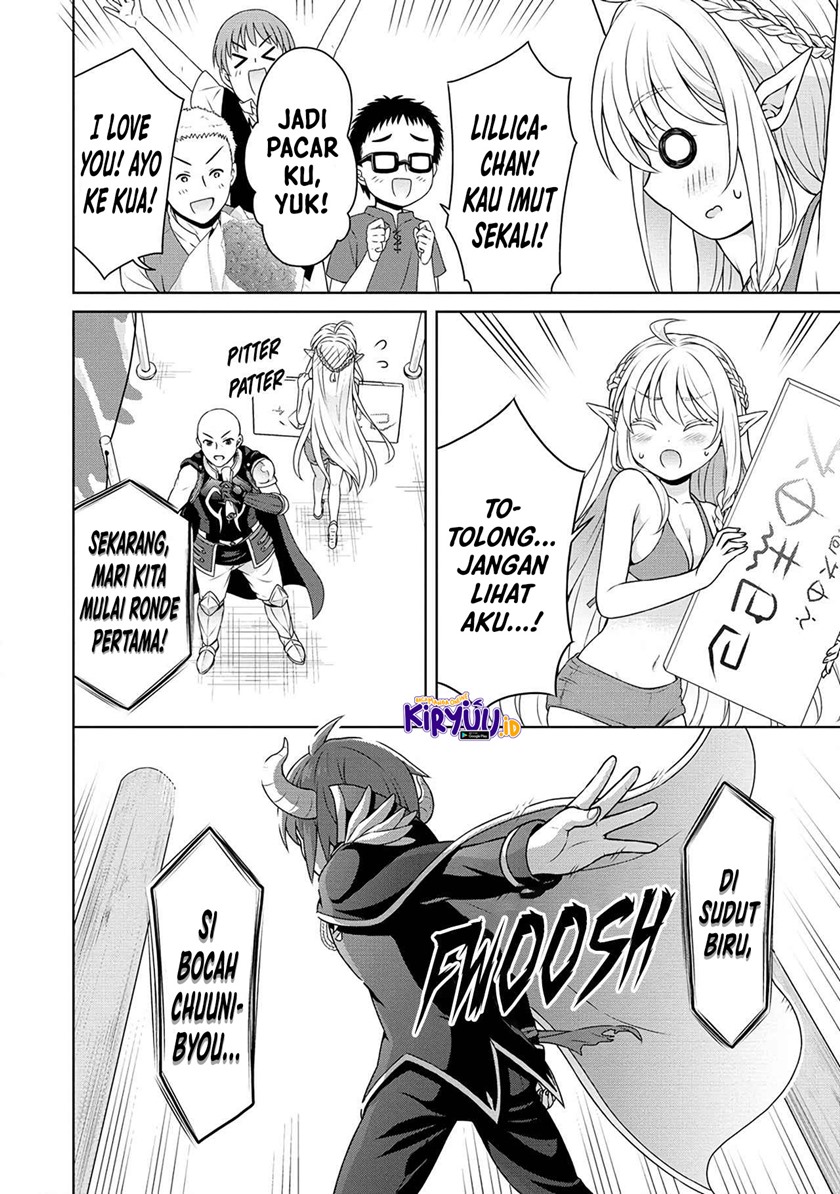 LILLICA-
CHAN!
KAU IMUT
SEKALI!
JADI
PACAR
KU,
YUK!
I LOVE
YOU! AYO
KE KUA!
TO-
TOLONG...
JANGAN
LIHAT
AKU...!
PITTER
PATTER
SEKARANG,
MARI KITA
MULAI RONDE
PERTAMA!
KIRYUU.ID
DI
SUDUT
BIRU,
FWOOSH
SI
BOCAH
CHUUNI-
BYOU...